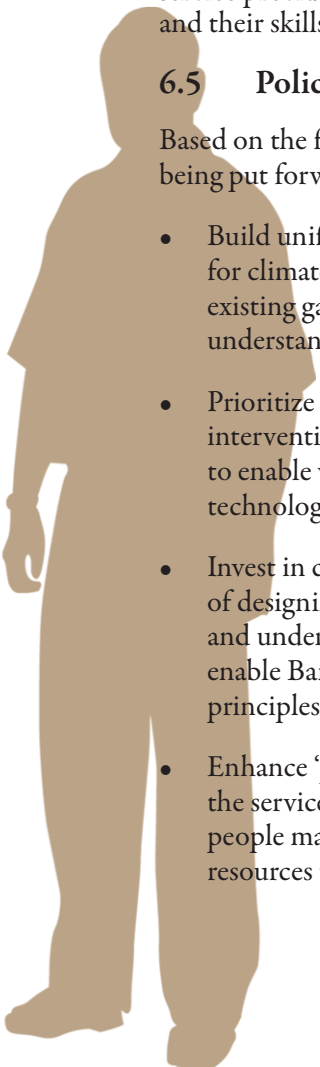 and their skills
6.5 Polic
Based on the f
being put forw
• Build unif
for climat
existing ga
understan
• Prioritize
interventi
to enable
technolog
• Invest in c
of designi
and under
enable Ba
principles
• Enhance ‘
the service
people ma
resources